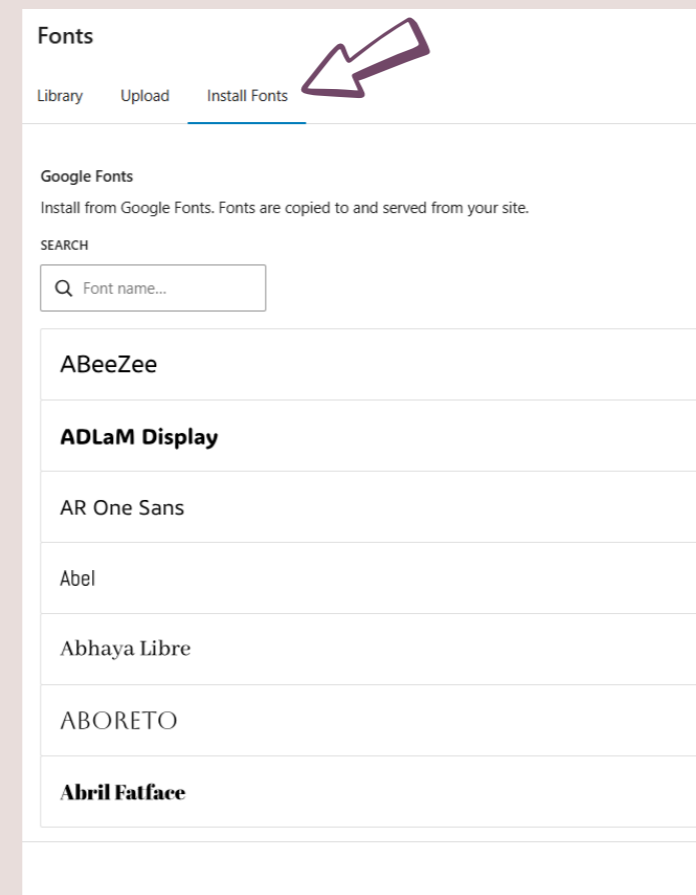 Fonts
Library Upload Install Fonts
Google Fonts
Install from Google Fonts. Fonts are copied to and served from your site.
SEARCH
Font name...
ABeeZee
ADLaM Display
AR One Sans
Abel
Abhaya Libre
ABORETO
Abril Fatface